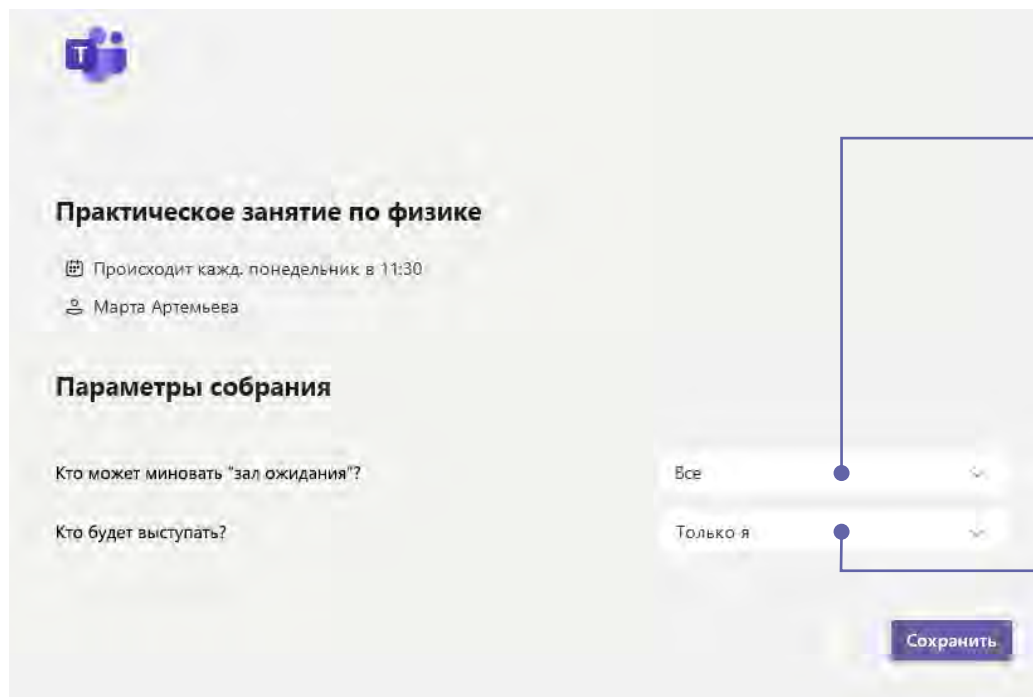 T
Практическое занятие по физике
Происходит кажд. понедельник в 11:30
Марта Артемьева
Параметры собрания
Кто может миновать "зал ожидания"?
Все
Кто будет выступать?
Только я
Сохранить